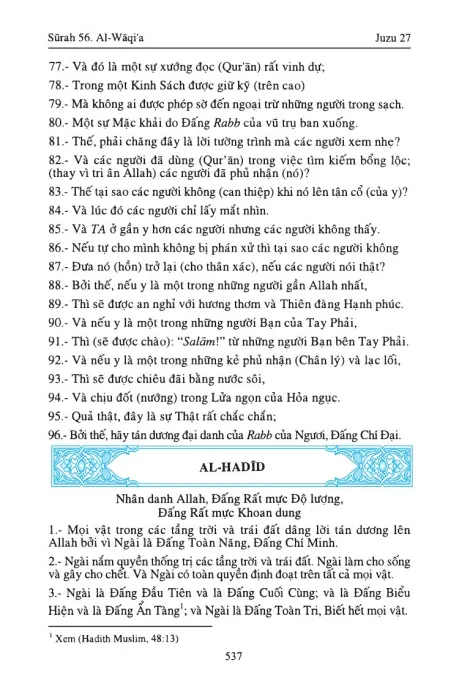 Sūrah 56. Al-Wāqi'a
Juzu 27
77.- Và đó là một sự xướng đọc (Qur'ān) rất vinh dự;
78.- Trong một Kinh Sách được giữ kỹ (trên cao)
79.- Mà không ai được phép sờ đến ngoại trừ những người trong sạch.
80.- Một sự Mặc khải do Đấng Rabb của vũ trụ ban xuống.
81.- Thế, phải chăng đây là lời tường trình mà các người xem nhẹ?
82.- Và các người đã dùng (Qur'ān) trong việc tìm kiếm bổng lộc;
(thay vì tri ân Allah) các người đã phủ nhận (nó)?
83.- Thế tại sao các người không (can thiệp) khi nó lên tận cổ (của y)?
84.- Và lúc đó các người chỉ lấy mắt nhìn.
85.- Và TA ở gần y hơn các người nhưng các người không thấy.
86.- Nếu tự cho mình không bị phán xử thì tại sao các người không
87.- Đưa nó (hồn) trở lại (cho thân xác), nếu các người nói thật?
88.- Bởi thế, nếu y là một trong những người gần Allah nhất,
89.- Thì sẽ được an nghỉ với hương thơm và Thiên đàng Hạnh phúc.
90.- Và nếu y là một trong những người Bạn của Tay Phải,
91.- Thì (sẽ được chào): "Salām!" từ những người Bạn bên Tay Phải.
92.- Và nếu y là một trong những kẻ phủ nhận (Chân lý) và lạc lối,
93.- Thì sẽ được chiêu đãi bằng nước sôi,
94.- Và chịu đốt (nướng) trong Lửa ngọn của Hỏa ngục.
95.- Quả thật, đây là sự Thật rất chắc chắn;
96.- Bởi thế, hãy tán dương đại danh của Rabb của Ngươi, Đấng Chí Đại.
AL-HADĪD
Nhân danh Allah, Đấng Rất mực Độ lượng,
Đấng Rất mực Khoan dung
1.- Mọi vật trong các tầng trời và trái đất dâng lời tán dương lên
Allah bởi vì Ngài là Đấng Toàn Năng, Đấng Chí Minh.
2.- Ngài nắm quyền thống trị các tầng trời và trái đất. Ngài làm cho sống
và gây cho chết. Và Ngài có toàn quyền định đoạt trên tất cả mọi vật.
3.- Ngài là Đấng Đầu Tiên và là Đấng Cuối Cùng; và là Đấng Biểu
Hiện và là Đấng Ẩn Tàng¹; và Ngài là Đấng Toàn Tri, Biết hết mọi vật.
¹ Xem (Hadith Muslim, 48:13)
537